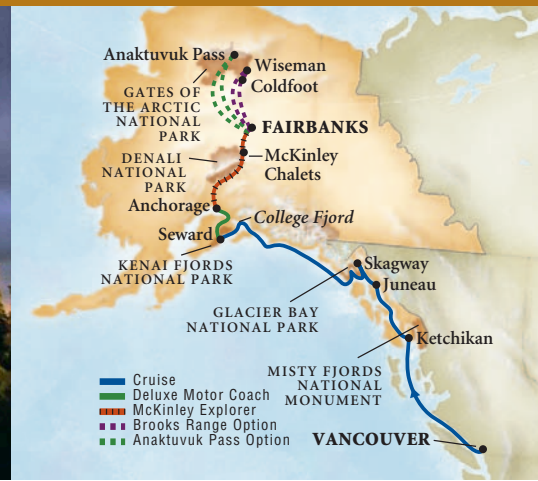 Anaktuvuk Pass
Wiseman
Coldfoot
GATES OF
THE ARCTIC
NATIONAL
PARK
FAIRBANKS
DENALI
NATIONAL
PARK
McKinley
Chalets
Anchorage
College Fjord
Seward
KENAI FJORDS
NATIONAL PARK
Skagway
Juneau
GLACIER BAY
NATIONAL PARK
Ketchikan
MISTY FJORDS
NATIONAL
MONUMENT
VANCOUVER
Cruise
Deluxe Motor Coach
McKinley Explorer
Brooks Range Option
Anaktuvuk Pass Option